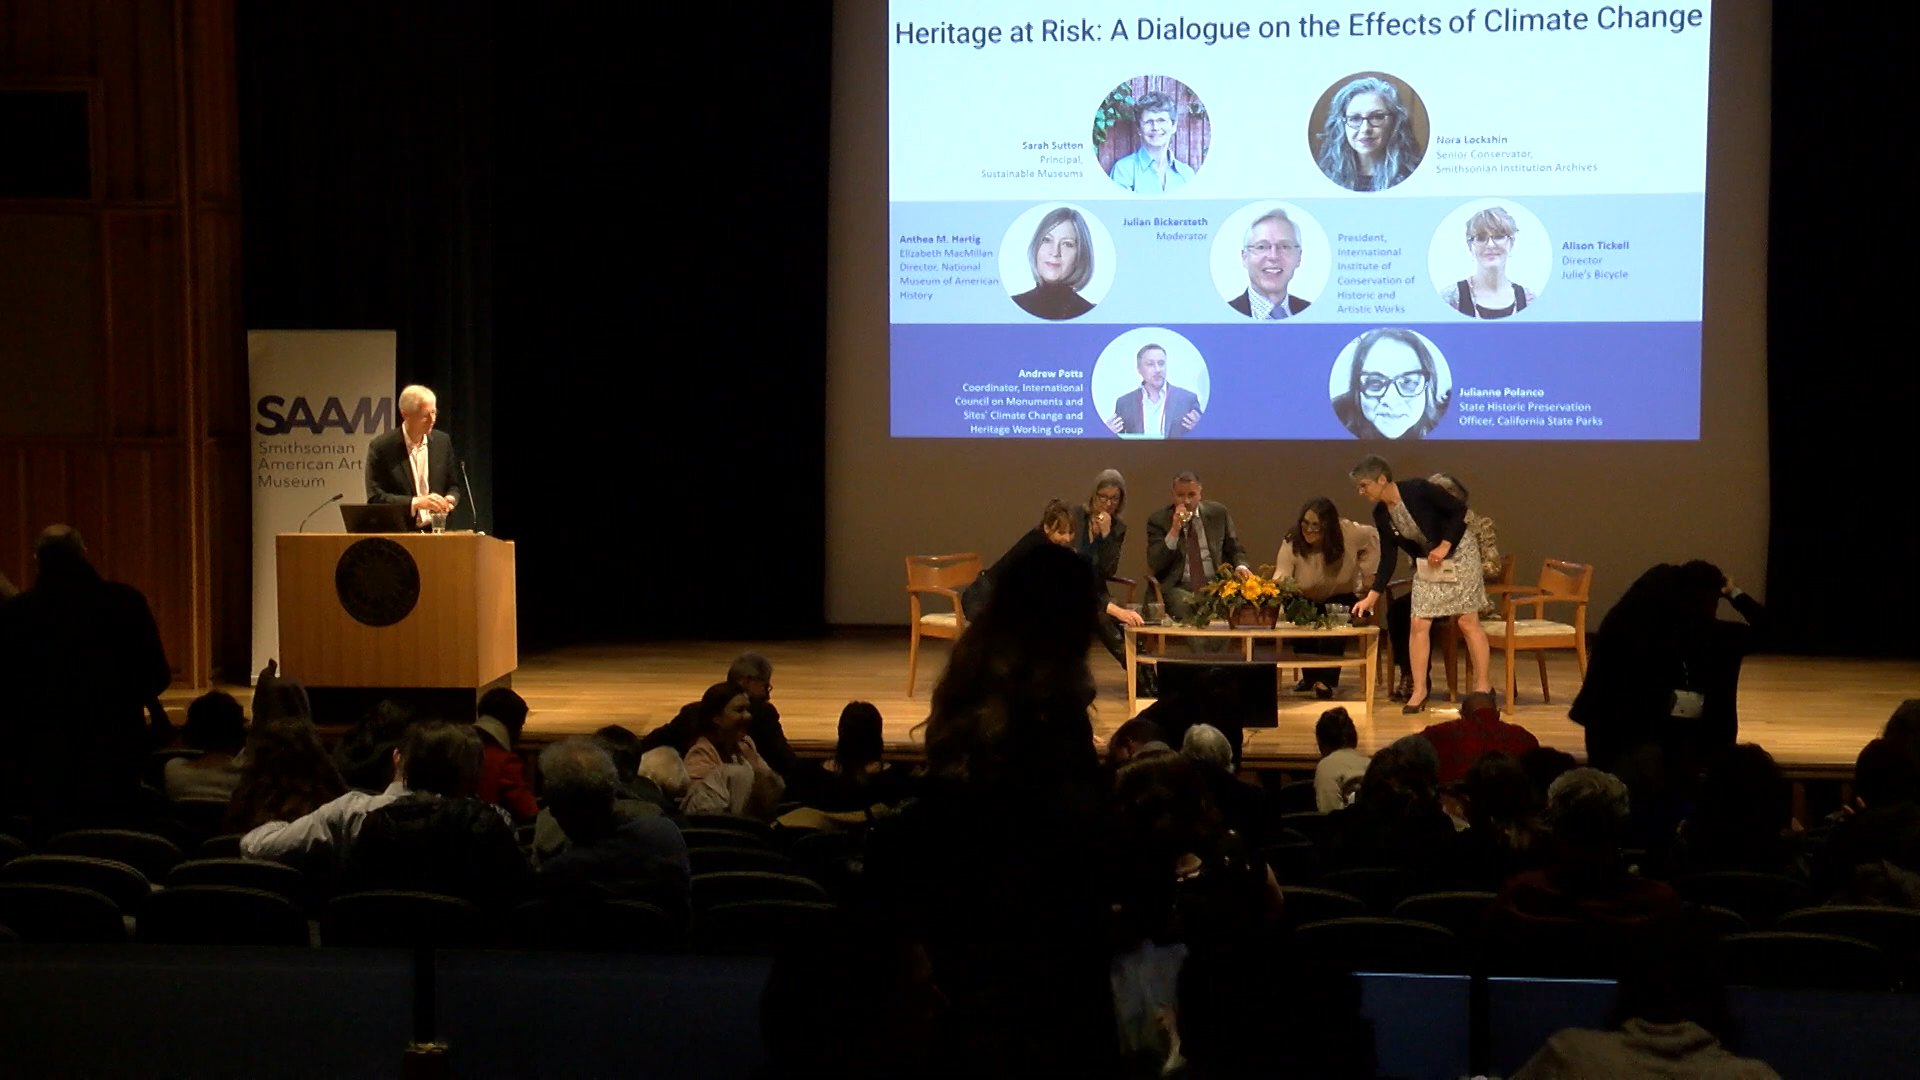 Heritage at Risk: A Dialogue on the Effects of Climate Change
Sarah Sutton
Principal,
Sustainable Museums
Nora Lockshin
Senior Conservator,
Smithsonian Institution Archives
Anthea M. Hartig
Elizabeth MacMillan
Director, National
Museum of American
History
Julian Bickersteth
Moderator
President,
International
Institute of
Conservation of
Historic and
Artistic Works
Alison Tickell
Director
Julie's Bicycle
Andrew Potts
Coordinator, International
Council on Monuments and
Sites' Climate Change and
Heritage Working Group
Julianne Polanco
State Historic Preservation
Officer, California State Parks
SAAM
Smithsonian
American Art
Museum